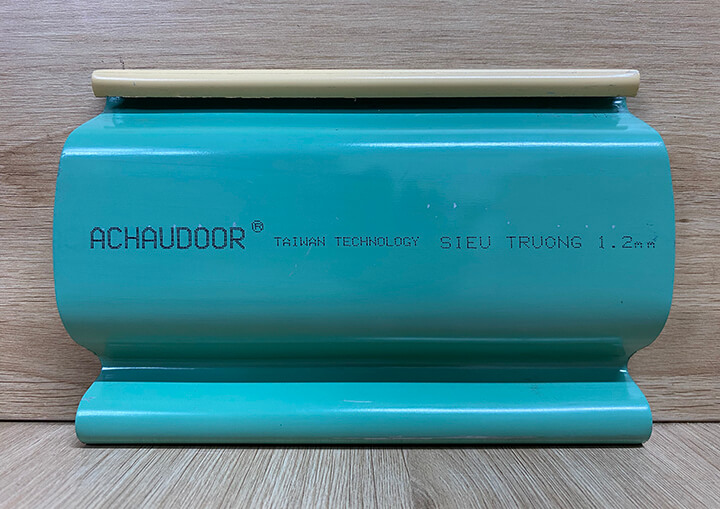 ACHAUDOOR® TAIWAN TECHNOLOGY SIEU TRUONG 1.2mm